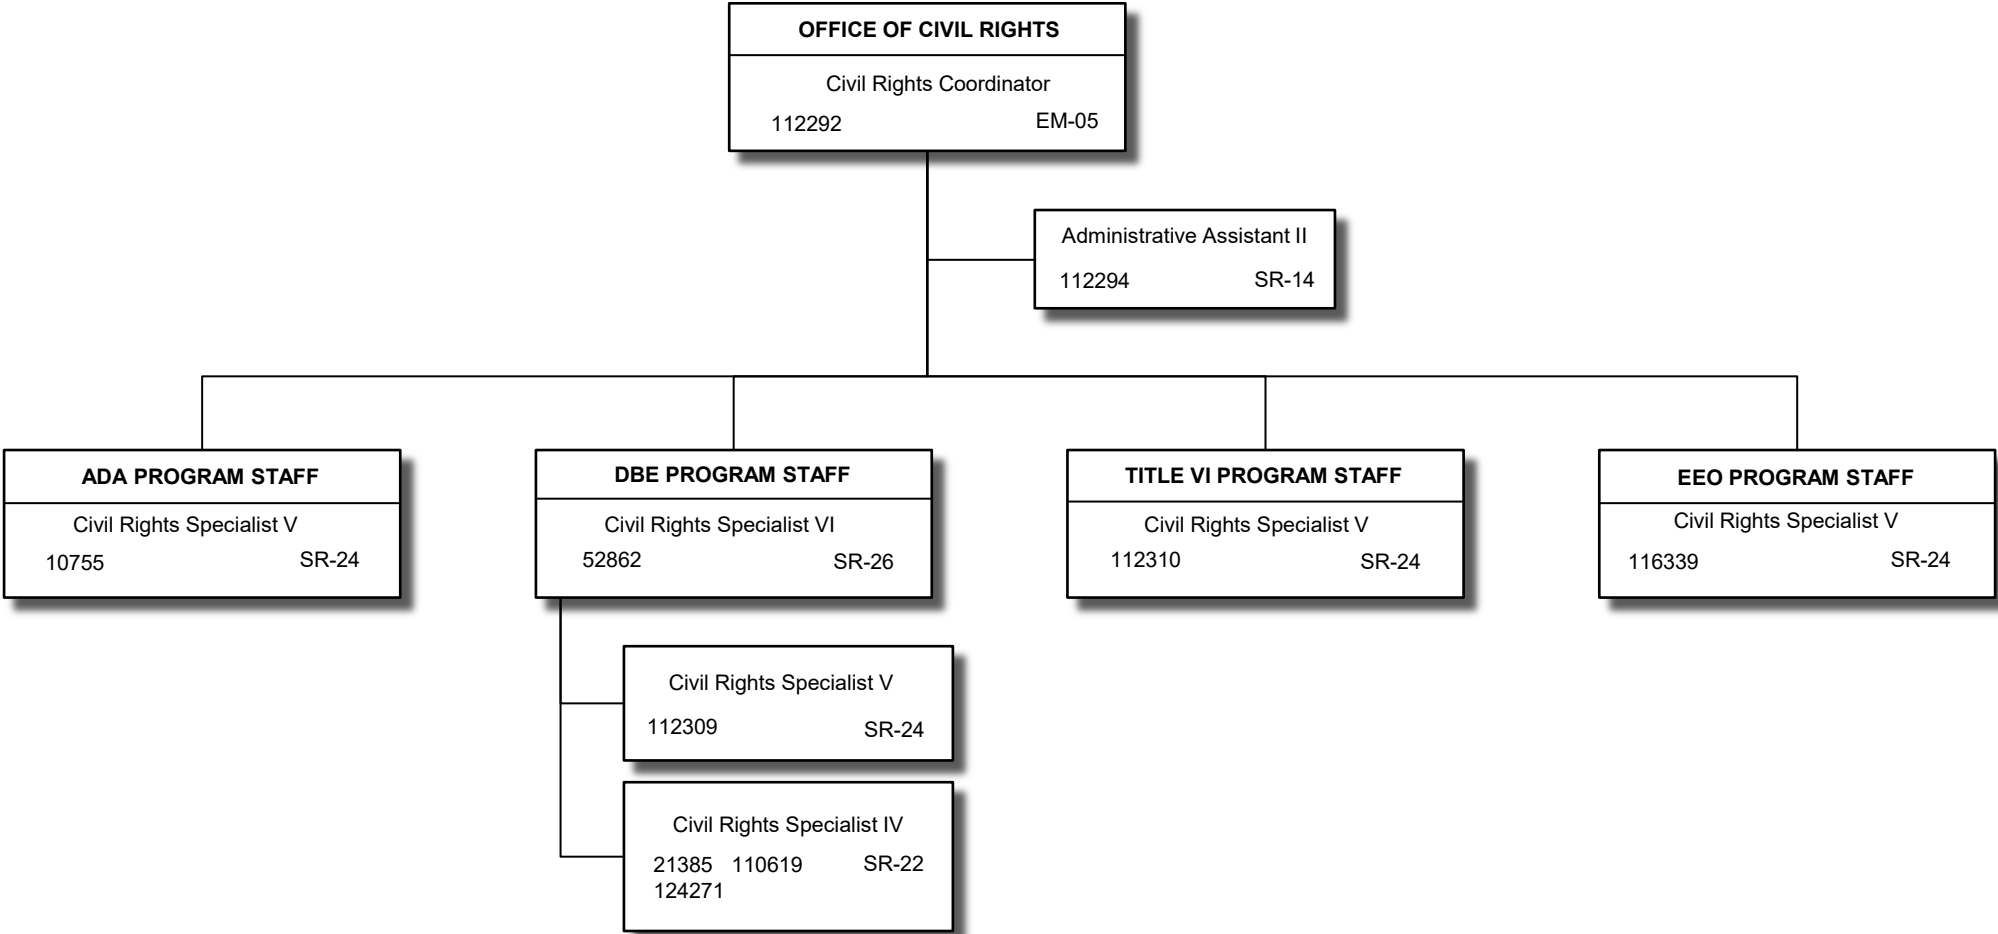 OFFICE OF CIVIL RIGHTS
Civil Rights Coordinator
112292 EM-05
Administrative Assistant II
112294 SR-14
ADA PROGRAM STAFF
Civil Rights Specialist V
10755 SR-24
DBE PROGRAM STAFF
Civil Rights Specialist VI
52862 SR-26
TITLE VI PROGRAM STAFF
Civil Rights Specialist V
112310 SR-24
EEO PROGRAM STAFF
Civil Rights Specialist V
116339 SR-24
Civil Rights Specialist V
112309 SR-24
Civil Rights Specialist IV
21385 110619 SR-22
124271